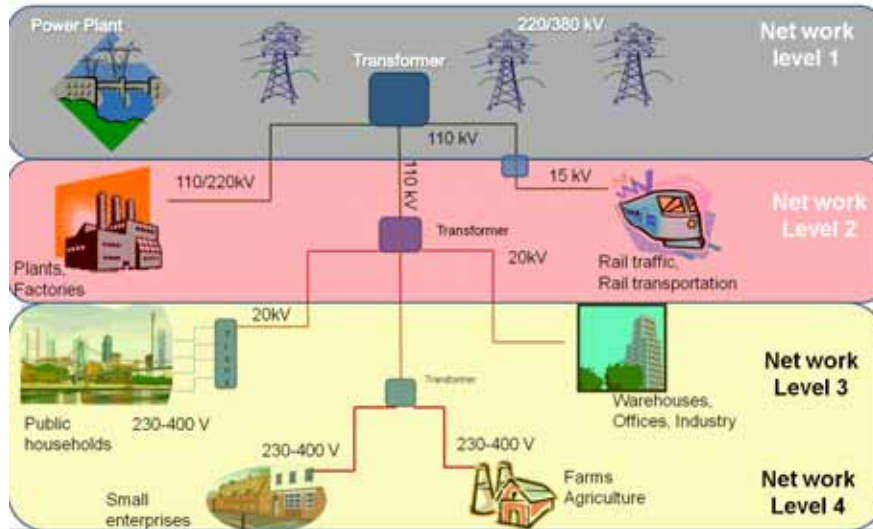 Power Plant
220/380 kV
Net work
level 1
Transformer
110 kV
110/220kV
110 kV
15 kV
Net work
Level 2
Transformer
20kV
Plants,
Factories
Rail traffic,
Rail transportation
20kV
Transformer
Net work
Level 3
Public
households
230-400 V
Warehouses,
Offices, Industry
230-400 V
230-400 V
Small
enterprises
Farms
Agriculture
Net work
Level 4